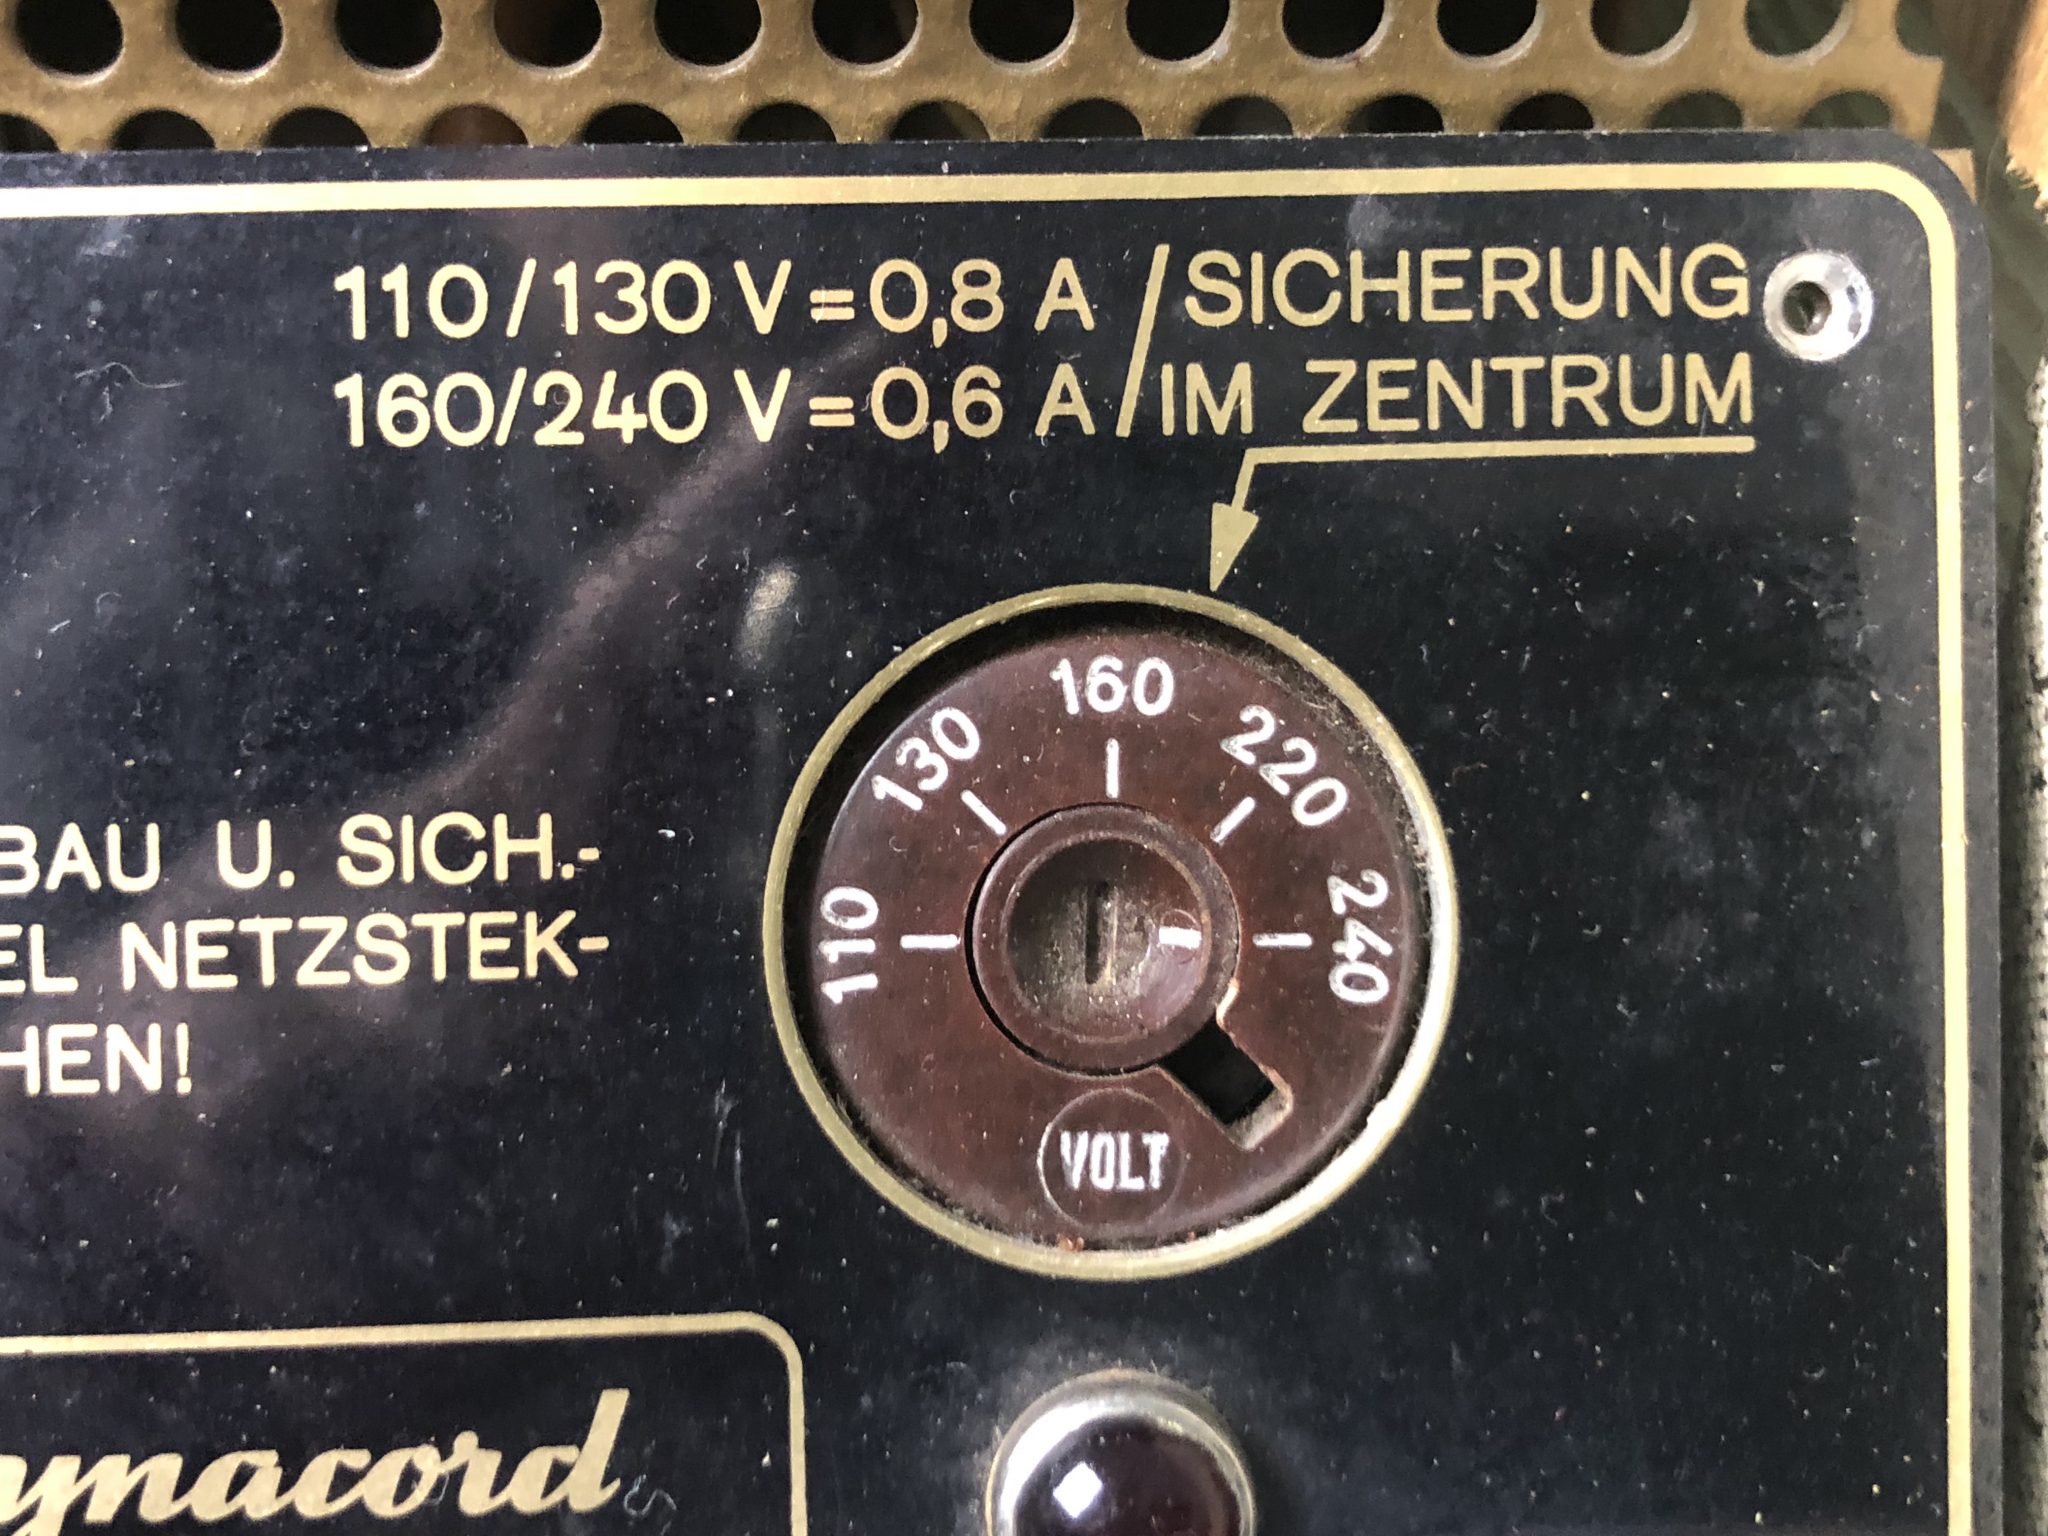 110/130 V=0,8 A / SICHERUNG
160/240 V=0,6 A / IM ZENTRUM
110
130
160
220
240
VOLT
BAU U. SICH.-
EL NETZSTEK-
HEN!
ynacord